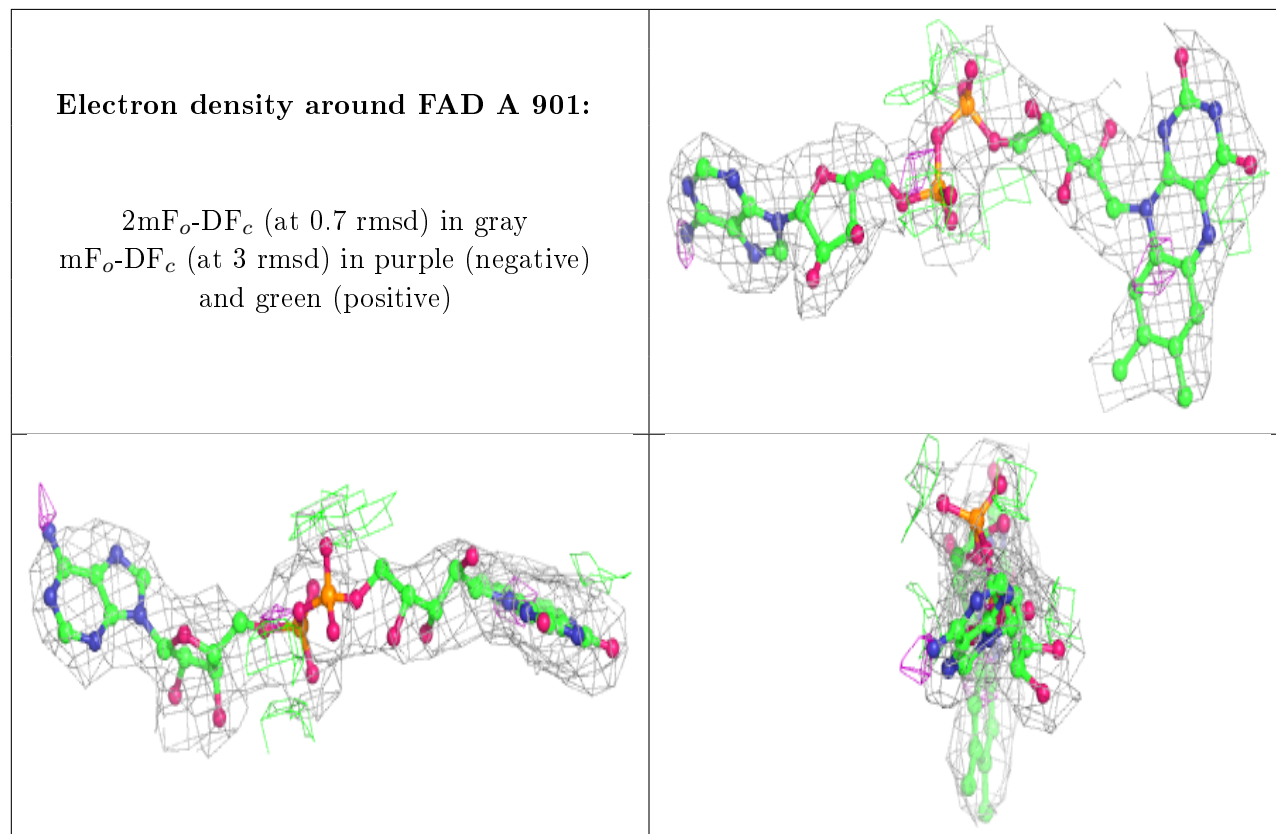 Electron density around FAD A 901:
2mFₒ-DF𝒸 (at 0.7 rmsd) in gray
mFₒ-DF𝒸 (at 3 rmsd) in purple (negative)
and green (positive)